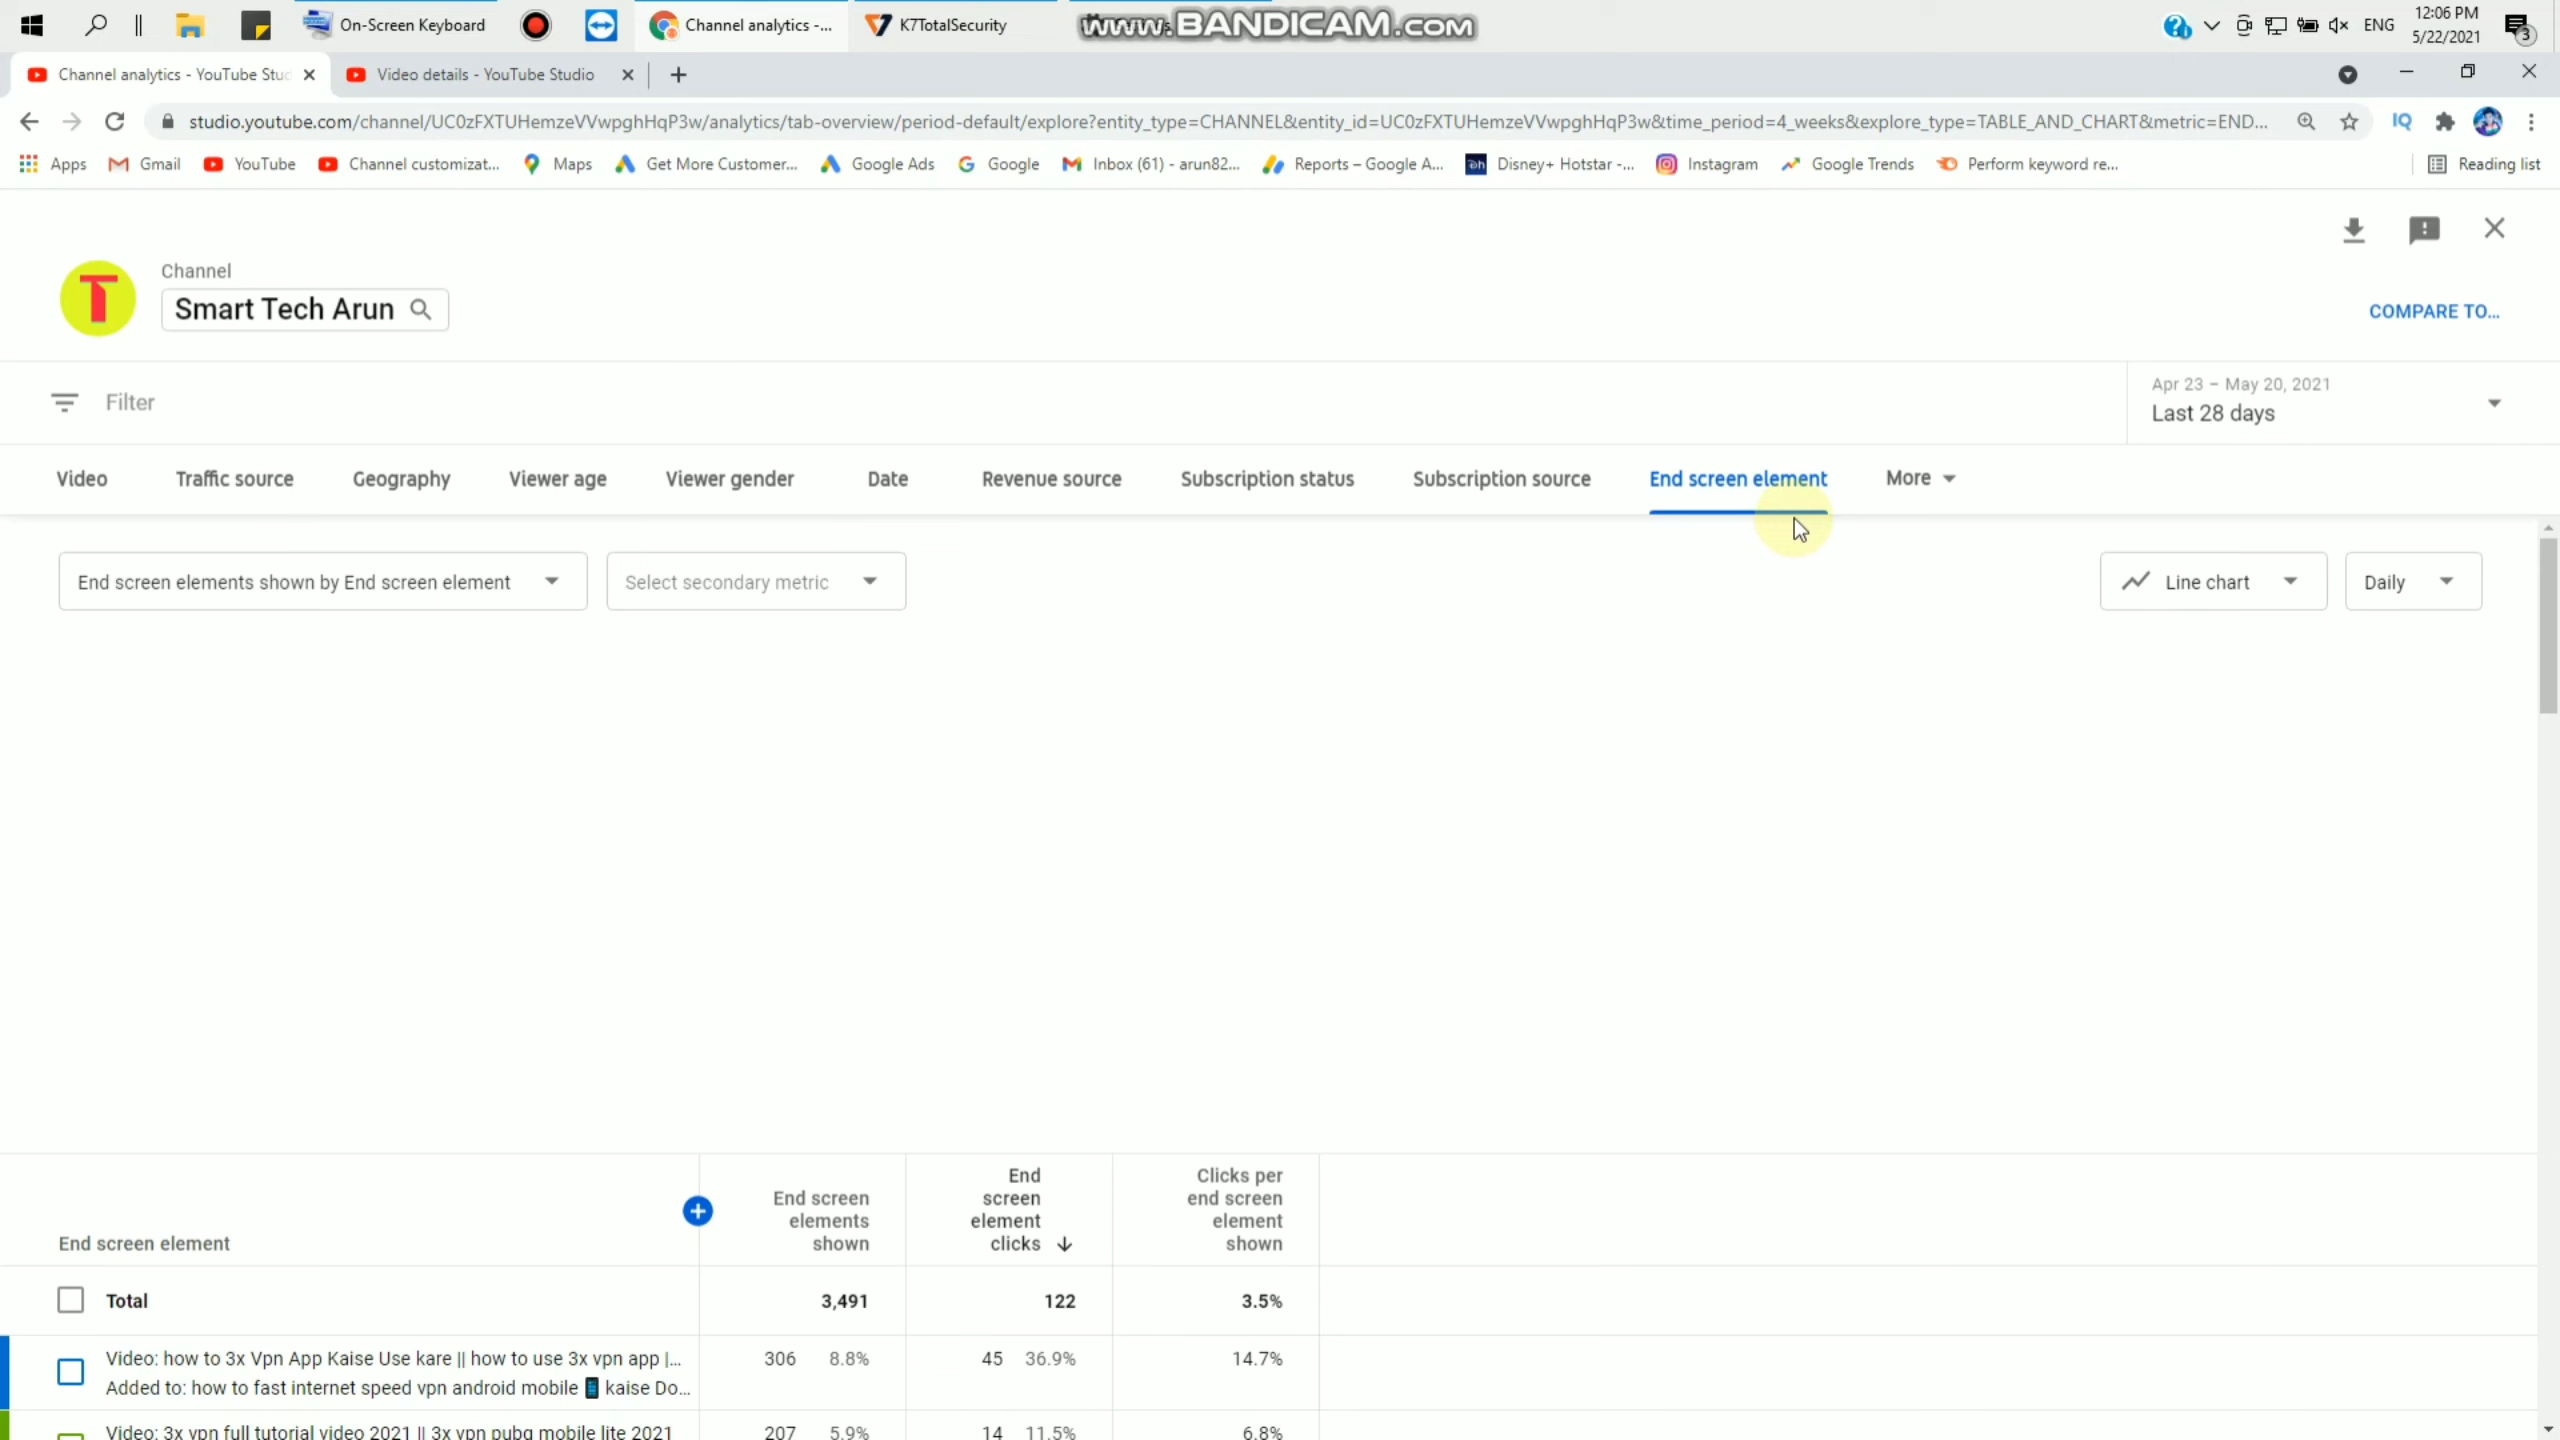 On-Screen Keyboard
Channel analytics -...
K7TotalSecurity
www.BANDICAM.com
ENG
12:06 PM
5/22/2021
3
Channel analytics - YouTube Stud
Video details - YouTube Studio
studio.youtube.com/channel/UC0zFXTUHemzeVVwpghHqP3w/analytics/tab-overview/period-default/explore?entity_type=CHANNEL&entity_id=UC0zFXTUHemzeVVwpghHqP3w&time_period=4_weeks&explore_type=TABLE_AND_CHART&metric=END...
IQ
Apps
Gmail
YouTube
Channel customizat...
Maps
Get More Customer...
Google Ads
Google
Inbox (61) - arun82...
Reports – Google A...
Disney+ Hotstar -...
Instagram
Google Trends
Perform keyword re...
Reading list
T
Channel
Smart Tech Arun
COMPARE TO...
Filter
Apr 23 – May 20, 2021
Last 28 days
Video
Traffic source
Geography
Viewer age
Viewer gender
Date
Revenue source
Subscription status
Subscription source
End screen element
More
End screen elements shown by End screen element
Select secondary metric
Line chart
Daily
End screen element
End screen
elements
shown
End
screen
element
clicks
Clicks per
end screen
element
shown
Total
3,491
122
3.5%
Video: how to 3x Vpn App Kaise Use kare || how to use 3x vpn app |...
Added to: how to fast internet speed vpn android mobile 📱 kaise Do...
306 8.8%
45 36.9%
14.7%
Video: 3x vpn full tutorial video 2021 || 3x vpn pubg mobile lite 2021
207 5.9%
14 11.5%
6.8%